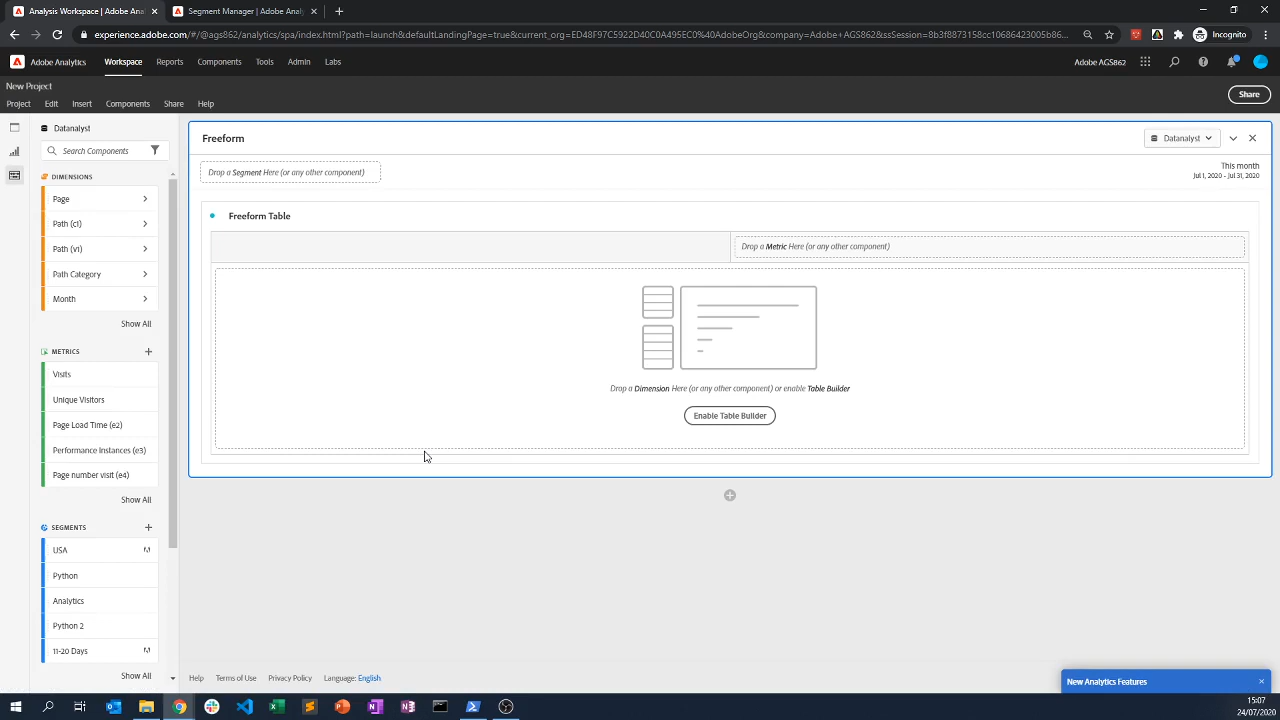 Analysis Workspace | Adobe Anal
Segment Manager | Adobe Analy
experience.adobe.com/#/@ags862/analytics/spa/index.html?path=launch&defaultLandingPage=true&current_org=ED48F97C5922D40C0A495EC0%40AdobeOrg&company=Adobe+AGS862&ssSession=8b3f8873716cc10686423005b86...
Incognito
Adobe Analytics
Workspace
Reports
Components
Tools
Admin
Labs
Adobe AGS862
New Project
Project
Edit
Insert
Components
Share
Help
Share
Datanalyst
Search Components
DIMENSIONS
Page
Path (c1)
Path (v1)
Path Category
Month
Show All
METRICS
Visits
Unique Visitors
Page Load Time (e2)
Performance Instances (e3)
Page number visit (e4)
Show All
SEGMENTS
USA
Python
Analytics
Python 2
11-20 Days
Show All
Freeform
Datanalyst
Drop a Segment Here (or any other component)
This month
Jul 1, 2020 - Jul 31, 2020
Freeform Table
Drop a Metric Here (or any other component)
Drop a Dimension Here (or any other component) or enable Table Builder
Enable Table Builder
Help
Terms of Use
Privacy Policy
Language: English
New Analytics Features
15:07
24/07/2020